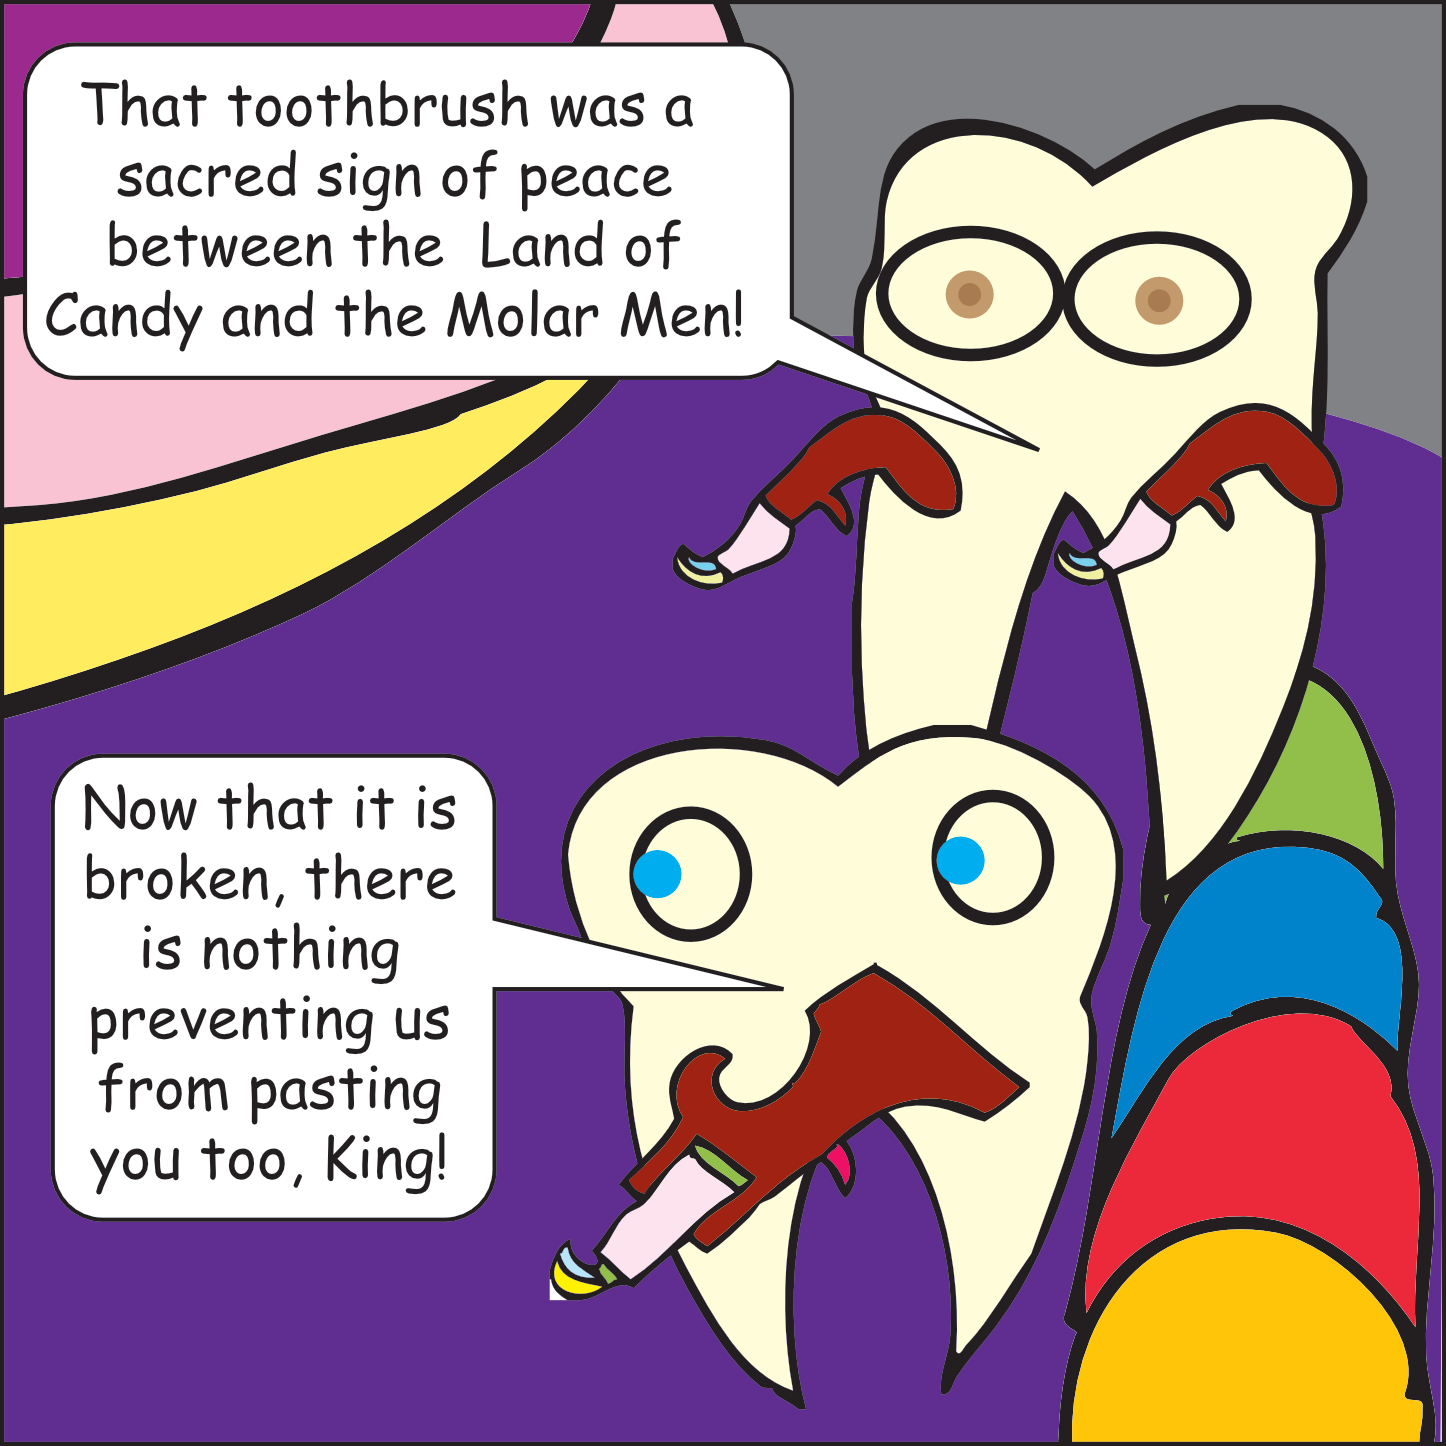 That toothbrush was a
sacred sign of peace
between the Land of
Candy and the Molar Men!
Now that it is
broken, there
is nothing
preventing us
from pasting
you too, King!